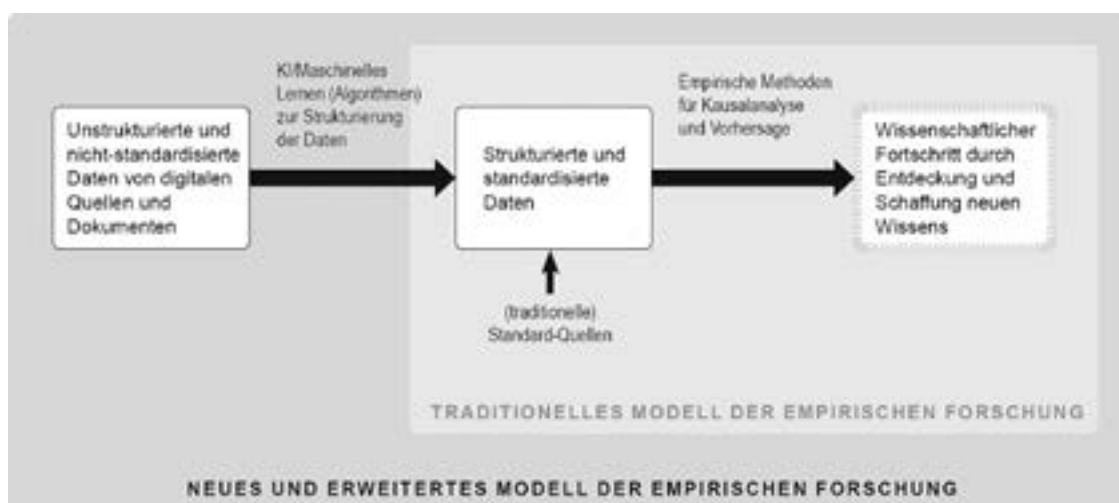 KI/Maschinelles
Lernen (Algorithmen)
zur Strukturierung
der Daten
Empirische Methoden
für Kausalanalyse
und Vorhersage
Unstrukturierte und
nicht-standardisierte
Daten von digitalen
Quellen und
Dokumenten
Strukturierte und
standardisierte
Daten
Wissenschaftlicher
Fortschritt durch
Entdeckung und
Schaffung neuen
Wissens
(traditionelle)
Standard-Quellen
TRADITIONELLES MODELL DER EMPIRISCHEN FORSCHUNG
NEUES UND ERWEITERTES MODELL DER EMPIRISCHEN FORSCHUNG